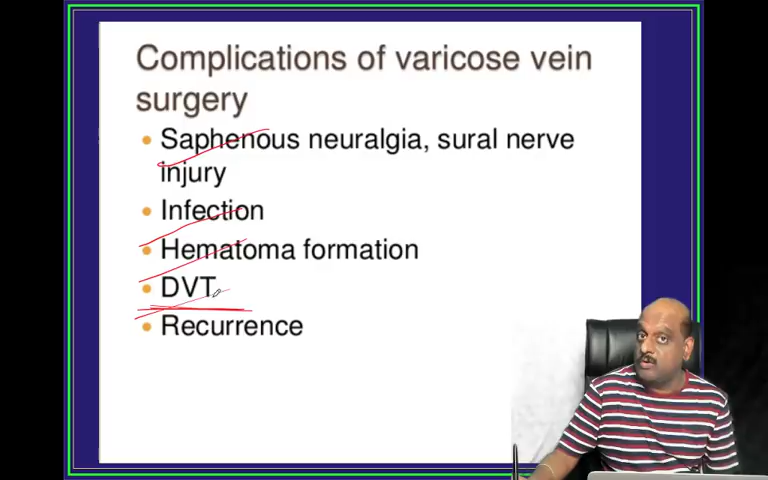 Complications of varicose vein
surgery
Saphenous neuralgia, sural nerve
injury
Infection
Hematoma formation
DVT
Recurrence